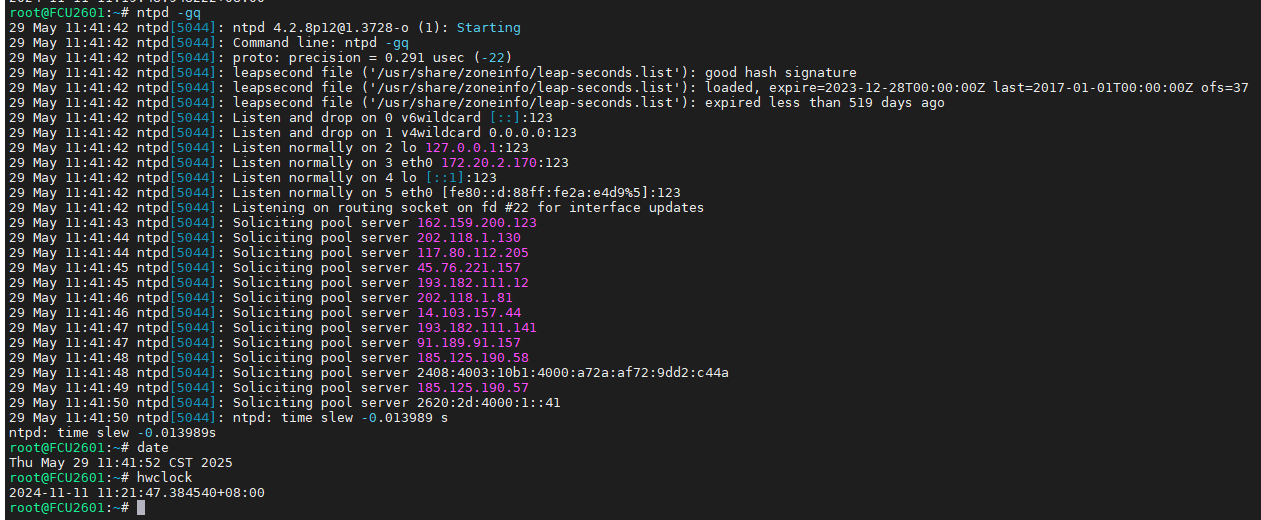 root@FCU2601:~# ntpd -gq
29 May 11:41:42 ntpd[5044]: ntpd 4.2.8p12@1.3728-o (1): Starting
29 May 11:41:42 ntpd[5044]: Command line: ntpd -gq
29 May 11:41:42 ntpd[5044]: proto: precision = 0.291 usec (-22)
29 May 11:41:42 ntpd[5044]: leapsecond file ('/usr/share/zoneinfo/leap-seconds.list'): good hash signature
29 May 11:41:42 ntpd[5044]: leapsecond file ('/usr/share/zoneinfo/leap-seconds.list'): loaded, expire=2023-12-28T00:00:00Z last=2017-01-01T00:00:00Z ofs=37
29 May 11:41:42 ntpd[5044]: leapsecond file ('/usr/share/zoneinfo/leap-seconds.list'): expired less than 519 days ago
29 May 11:41:42 ntpd[5044]: Listen and drop on 0 v6wildcard [::]:123
29 May 11:41:42 ntpd[5044]: Listen and drop on 1 v4wildcard 0.0.0.0:123
29 May 11:41:42 ntpd[5044]: Listen normally on 2 lo 127.0.0.1:123
29 May 11:41:42 ntpd[5044]: Listen normally on 3 eth0 172.20.2.170:123
29 May 11:41:42 ntpd[5044]: Listen normally on 4 lo [::1]:123
29 May 11:41:42 ntpd[5044]: Listen normally on 5 eth0 [fe80::d:88ff:fe2a:e4d9%5]:123
29 May 11:41:42 ntpd[5044]: Listening on routing socket on fd #22 for interface updates
29 May 11:41:43 ntpd[5044]: Soliciting pool server 162.159.200.123
29 May 11:41:44 ntpd[5044]: Soliciting pool server 202.118.1.130
29 May 11:41:44 ntpd[5044]: Soliciting pool server 117.80.112.205
29 May 11:41:45 ntpd[5044]: Soliciting pool server 45.76.221.157
29 May 11:41:45 ntpd[5044]: Soliciting pool server 193.182.111.12
29 May 11:41:46 ntpd[5044]: Soliciting pool server 202.118.1.81
29 May 11:41:46 ntpd[5044]: Soliciting pool server 14.103.157.44
29 May 11:41:47 ntpd[5044]: Soliciting pool server 193.182.111.141
29 May 11:41:47 ntpd[5044]: Soliciting pool server 91.189.91.157
29 May 11:41:48 ntpd[5044]: Soliciting pool server 185.125.190.58
29 May 11:41:48 ntpd[5044]: Soliciting pool server 2408:4003:10b1:4000:a72a:af72:9dd2:c44a
29 May 11:41:49 ntpd[5044]: Soliciting pool server 185.125.190.57
29 May 11:41:50 ntpd[5044]: Soliciting pool server 2620:2d:4000:1::41
29 May 11:41:50 ntpd[5044]: ntpd: time slew -0.013989 s
ntpd: time slew -0.013989s
root@FCU2601:~# date
Thu May 29 11:41:52 CST 2025
root@FCU2601:~# hwclock
2024-11-11 11:21:47.384540+08:00
root@FCU2601:~#